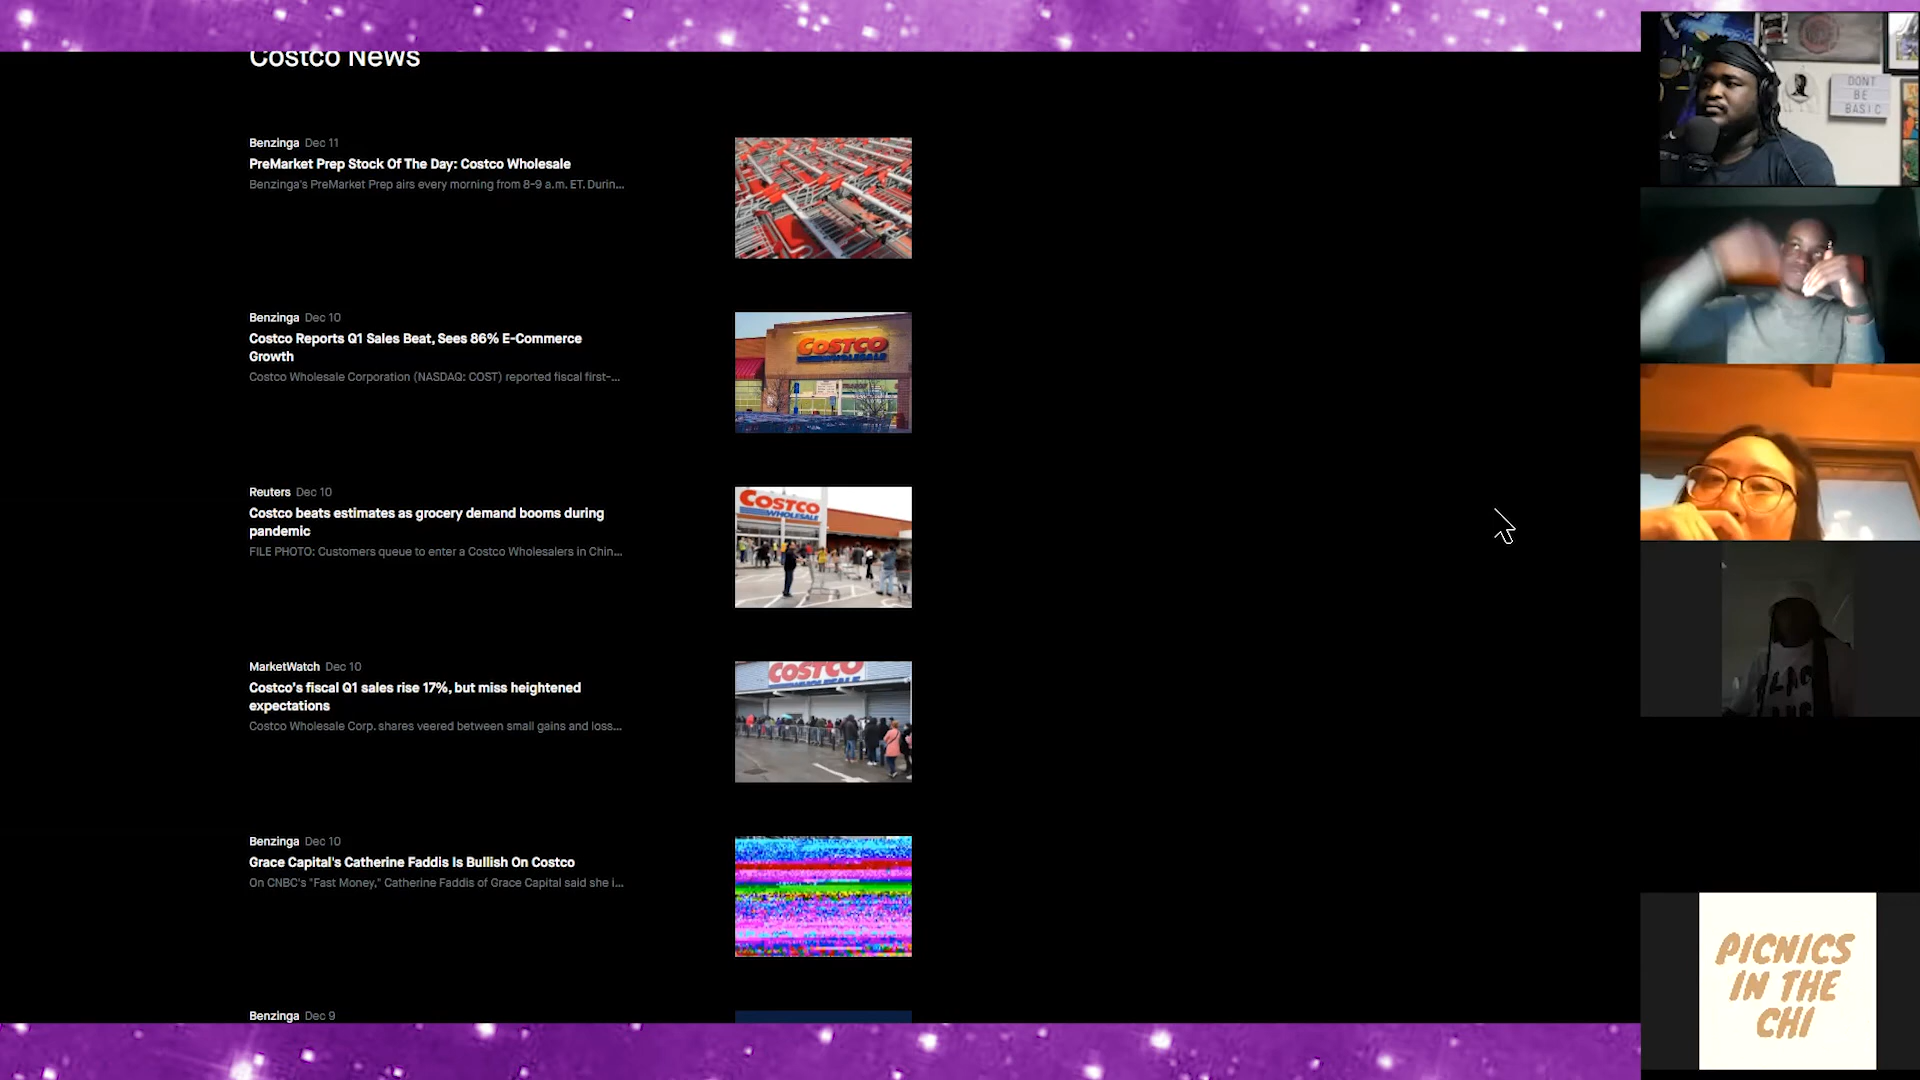 Costco News
Benzinga Dec 11
PreMarket Prep Stock Of The Day: Costco Wholesale
Benzinga's PreMarket Prep airs every morning from 8-9 a.m. ET. Durin...
Benzinga Dec 10
Costco Reports Q1 Sales Beat, Sees 86% E-Commerce
Growth
Costco Wholesale Corporation (NASDAQ: COST) reported fiscal first-...
COSTCO
WHOLESALE
Reuters Dec 10
Costco beats estimates as grocery demand booms during
pandemic
FILE PHOTO: Customers queue to enter a Costco Wholesalers in Chin...
COSTCO
WHOLESALE
MarketWatch Dec 10
Costco's fiscal Q1 sales rise 17%, but miss heightened
expectations
Costco Wholesale Corp. shares veered between small gains and loss...
COSTCO
WHOLESALE
Benzinga Dec 10
Grace Capital's Catherine Faddis Is Bullish On Costco
On CNBC's "Fast Money," Catherine Faddis of Grace Capital said she i...
Benzinga Dec 9
DONT
BE
BASIC
PICNICS
IN THE
CHI